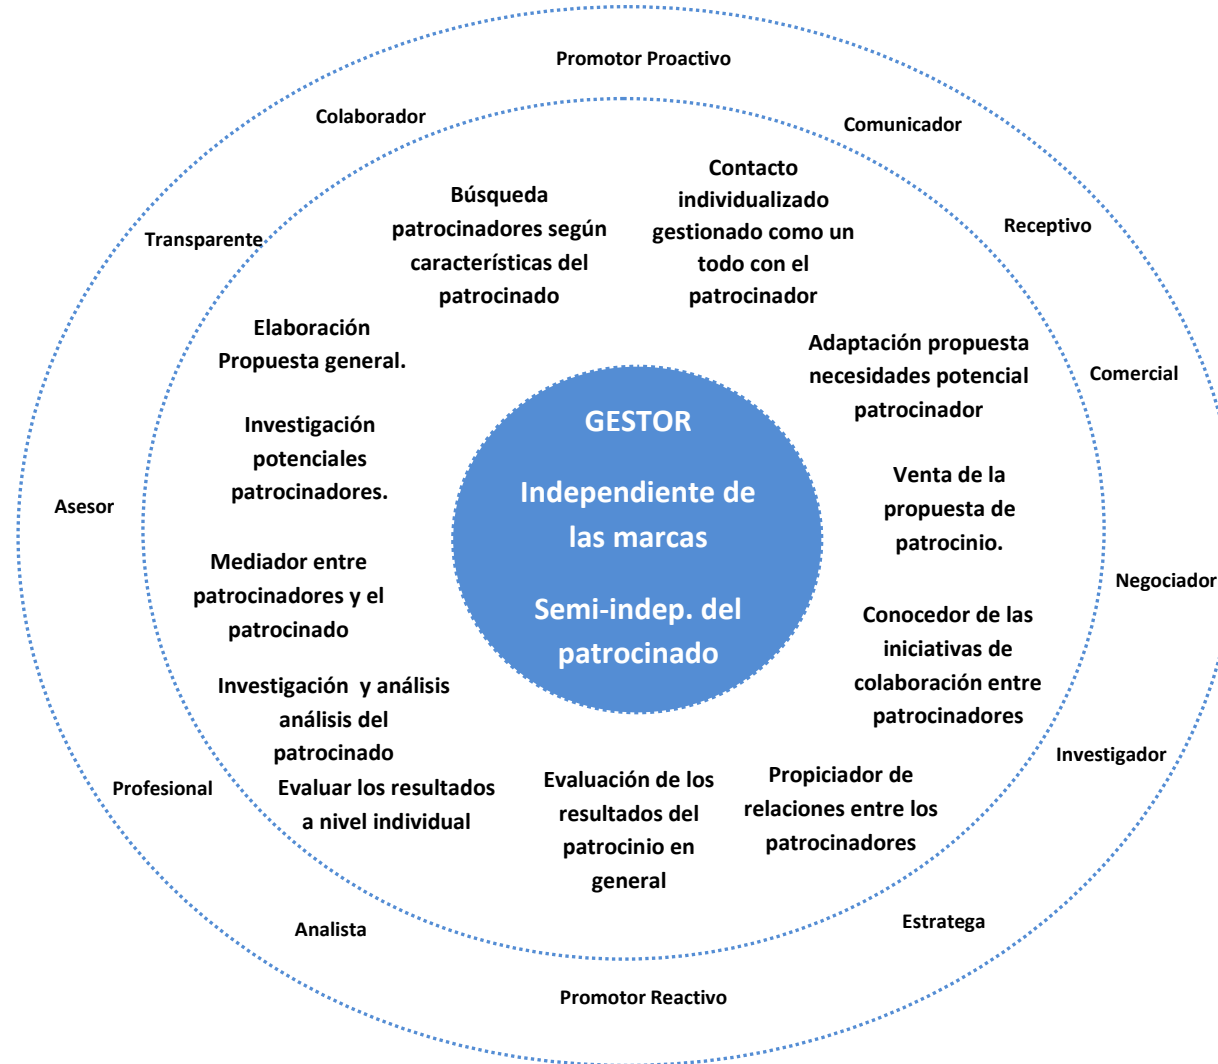 Promotor Proactivo
Colaborador
Comunicador
Transparente
Receptivo
Comercial
Asesor
Negociador
Profesional
Investigador
Analista
Estratega
Promotor Reactivo
Búsqueda
patrocinadores según
características del
patrocinado
Contacto
individualizado
gestionado como un
todo con el
patrocinador
Elaboración
Propuesta general.
Adaptación propuesta
necesidades potencial
patrocinador
Investigación
potenciales
patrocinadores.
Venta de la
propuesta de
patrocinio.
Mediador entre
patrocinadores y el
patrocinado
Conocedor de las
iniciativas de
colaboración entre
patrocinadores
Investigación y análisis
análisis del
patrocinado
Evaluar los resultados
a nivel individual
Evaluación de los
resultados del
patrocinio en
general
Propiciador de
relaciones entre los
patrocinadores
GESTOR
Independiente de
las marcas
Semi-indep. del
patrocinado